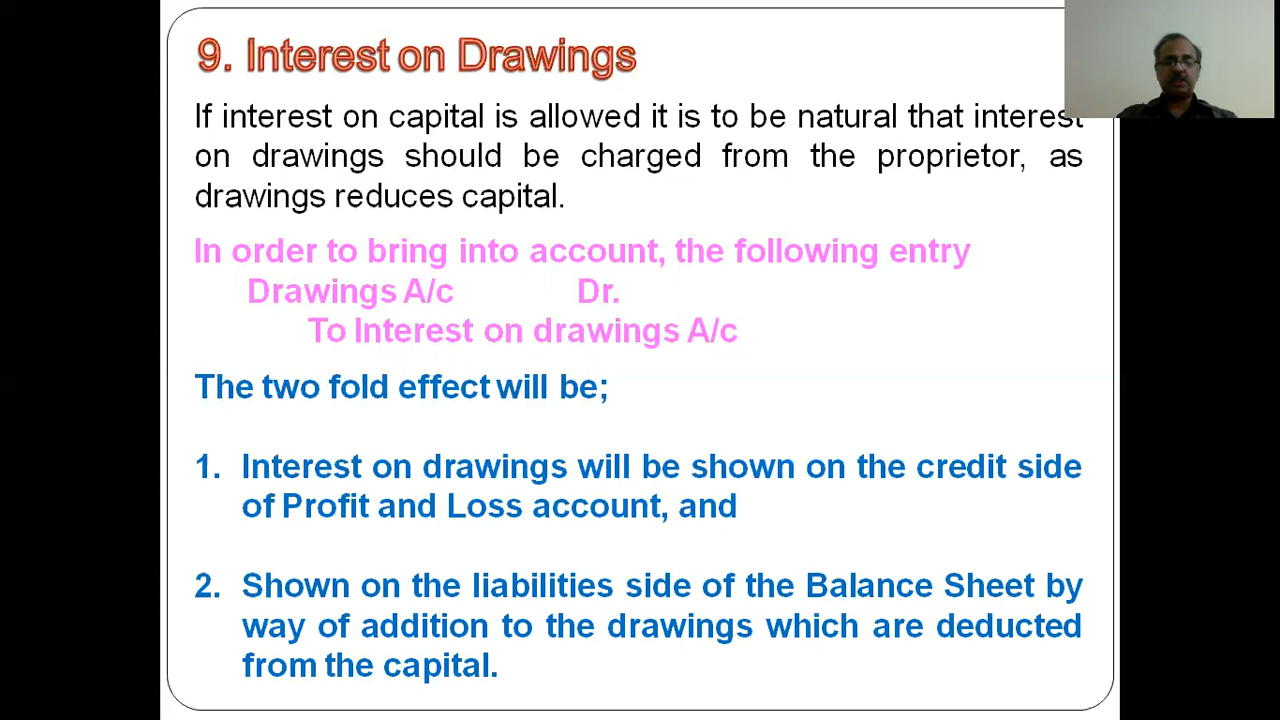 9. Interest on Drawings
If interest on capital is allowed it is to be natural that interest
on drawings should be charged from the proprietor, as
drawings reduces capital.
In order to bring into account, the following entry
Drawings A/c Dr.
To Interest on drawings A/c
The two fold effect will be;
1. Interest on drawings will be shown on the credit side
of Profit and Loss account, and
2. Shown on the liabilities side of the Balance Sheet by
way of addition to the drawings which are deducted
from the capital.